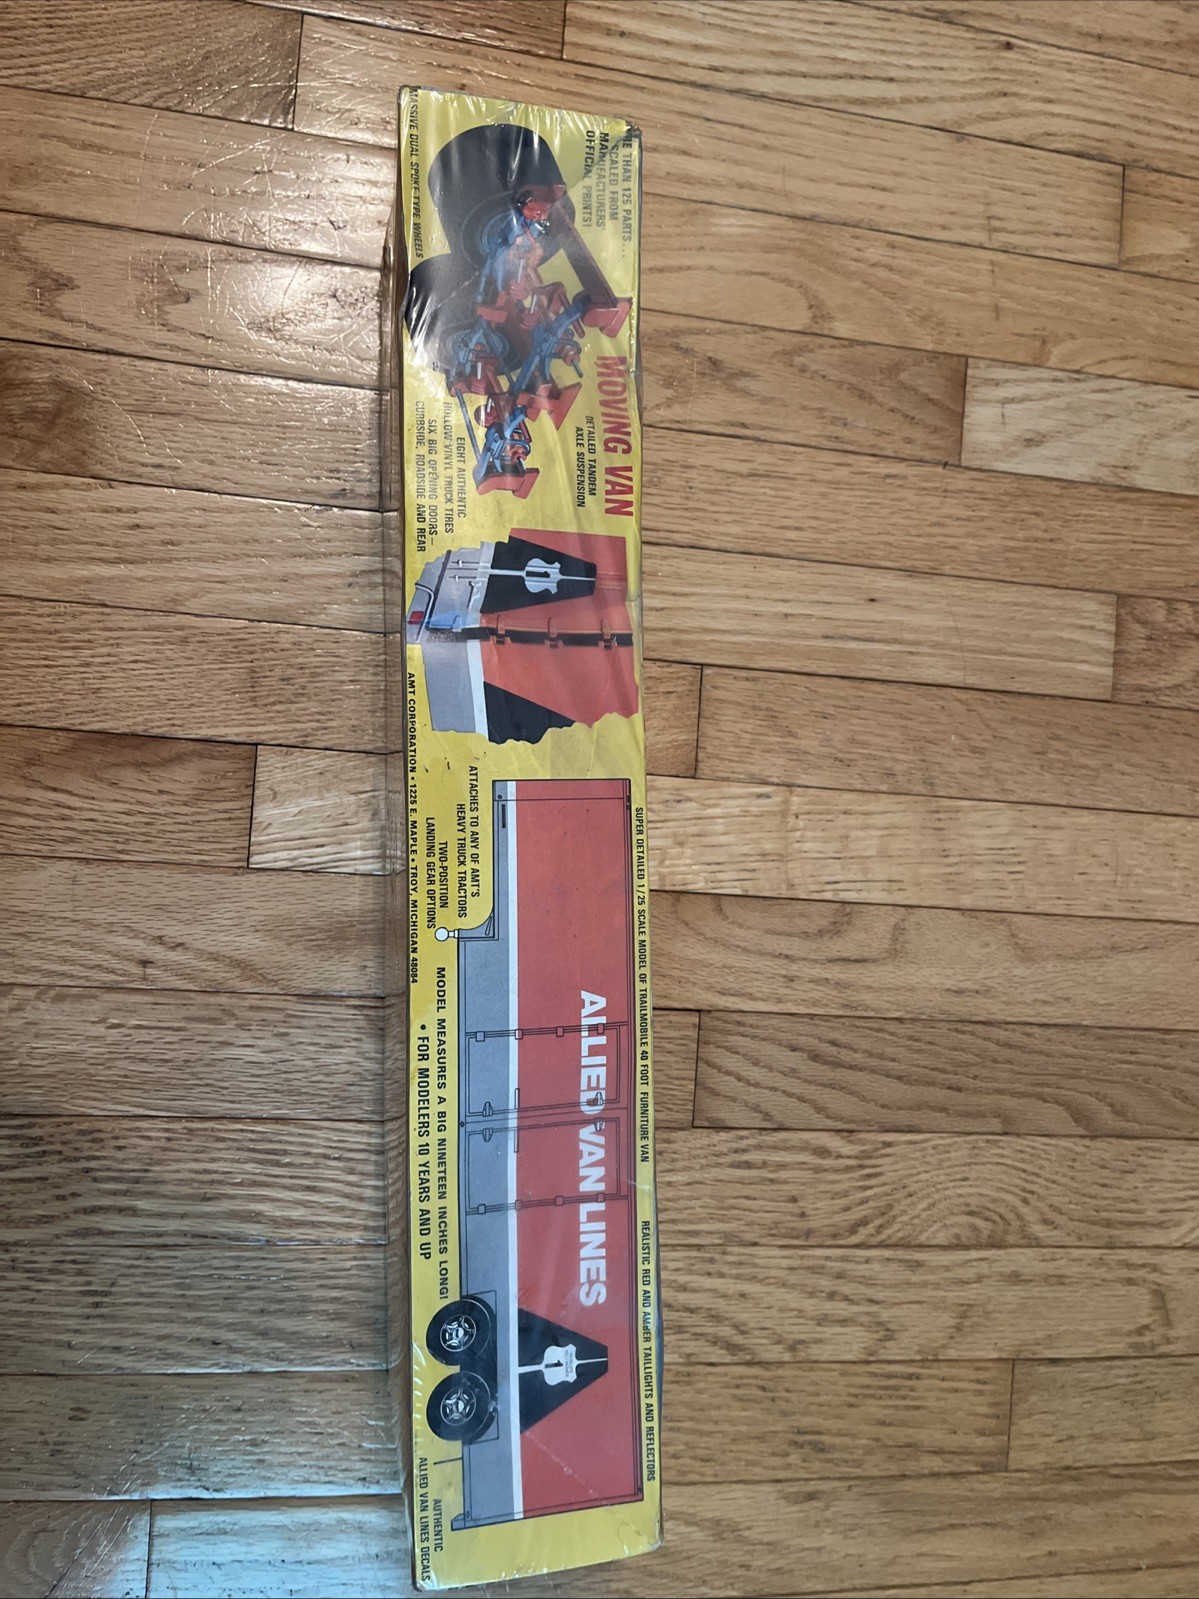 THAN 125 PARTS...
SCALED FROM
MANUFACTURERS'
OFFICIAL PRINTS!
MASSIVE DUAL SPOKE-TYPE WHEELS
MOVING VAN
DETAILED TANDEM
AXLE SUSPENSION
EIGHT AUTHENTIC
HOLLOW VINYL TRUCK TIRES
SIX BIG OPENING DOORS—
CURBSIDE, ROADSIDE AND REAR
1
AMT CORPORATION • 1225 E. MAPLE • TROY, MICHIGAN 48084
SUPER DETAILED 1/25 SCALE MODEL OF TRAILMOBILE 40 FOOT FURNITURE VAN
REALISTIC RED AND AMBER TAILLIGHTS AND REFLECTORS
ALLIED VAN LINES
1
ATTACHES TO ANY OF AMT'S
HEAVY TRUCK TRACTORS
TWO-POSITION
LANDING GEAR OPTIONS
MODEL MEASURES A BIG NINETEEN INCHES LONG!
• FOR MODELERS 10 YEARS AND UP
AUTHENTIC
ALLIED VAN LINES DECALS